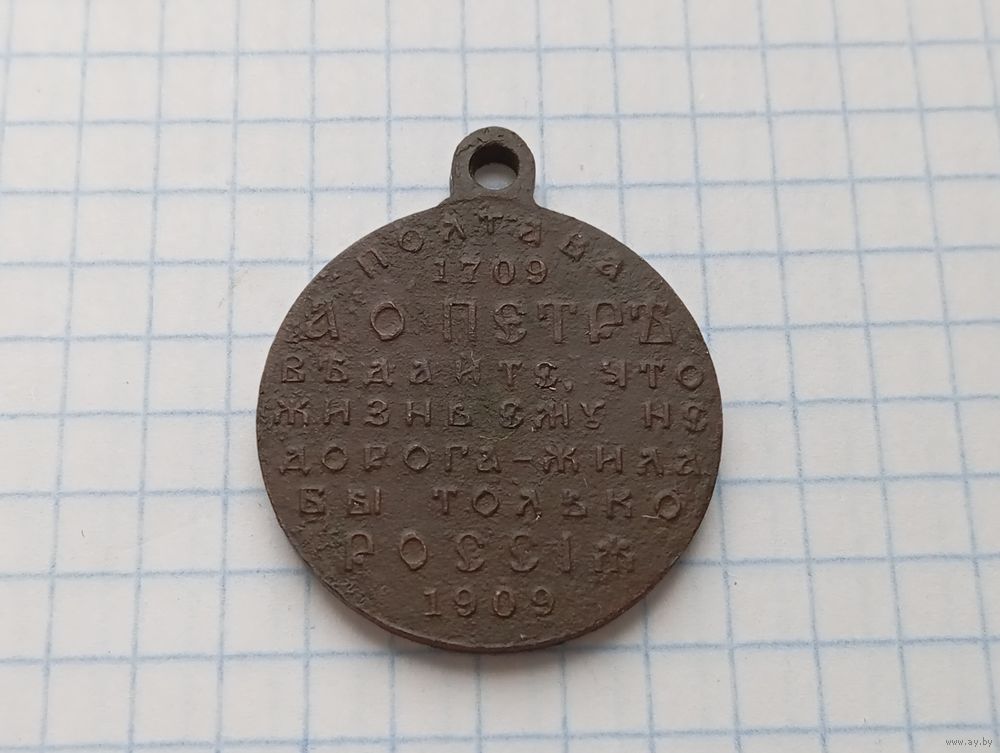 ПОЛТАВА
1709
А О ПЕТРѢ
ВѢДАЙТЕ, ЧТО
ЖИЗНЬ ЕМУ НЕ
ДОРОГА-ЖИЛА
БЫ ТОЛЬКО
РОССІЯ
1909
www.ay.by